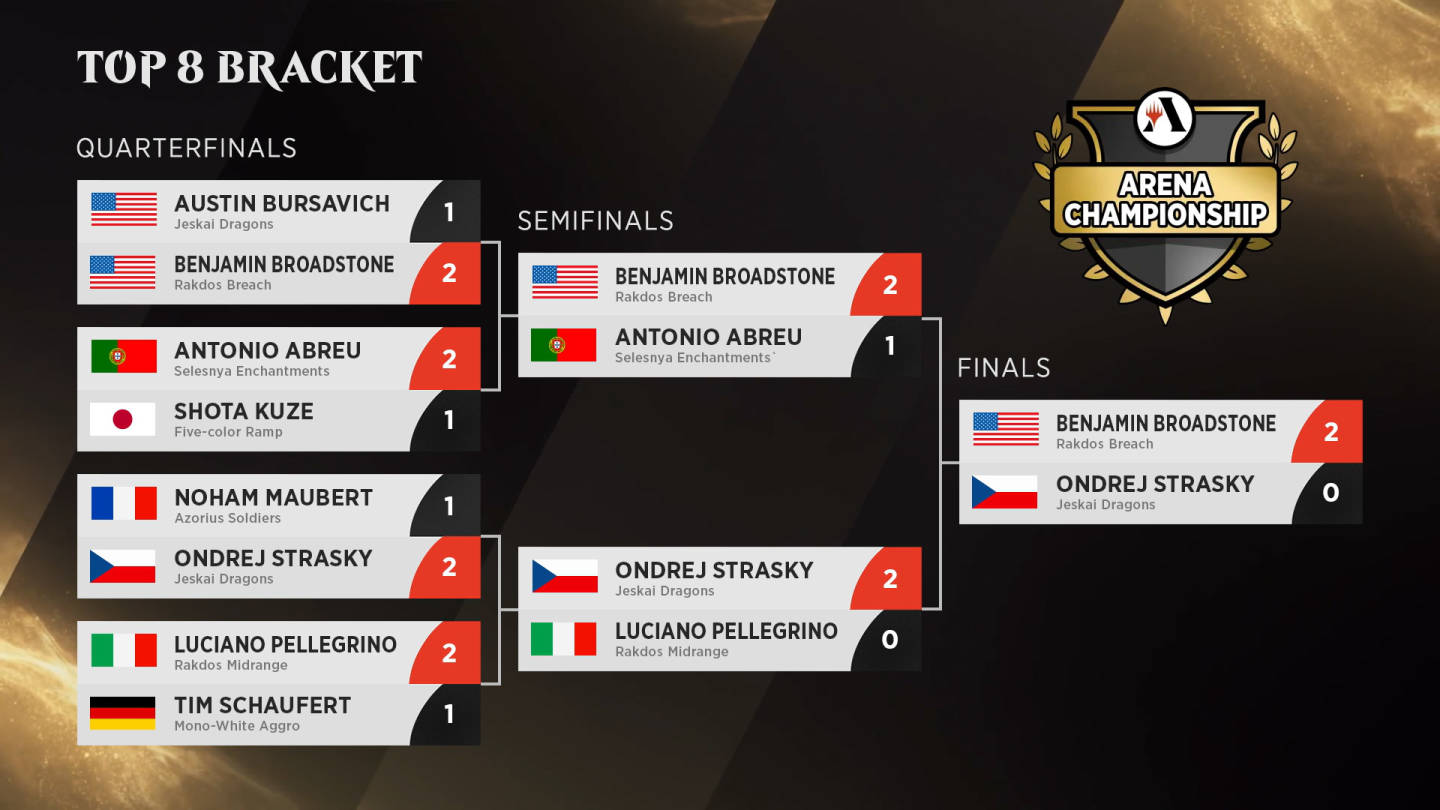 TOP 8 BRACKET
QUARTERFINALS
AUSTIN BURSAVICH
Jeskai Dragons
1
BENJAMIN BROADSTONE
Rakdos Breach
2
ANTONIO ABREU
Selesnya Enchantments
2
SHOTA KUZE
Five-color Ramp
1
NOHAM MAUBERT
Azorius Soldiers
1
ONDREJ STRASKY
Jeskai Dragons
2
LUCIANO PELLEGRINO
Rakdos Midrange
2
TIM SCHAUFERT
Mono-White Aggro
1
SEMIFINALS
BENJAMIN BROADSTONE
Rakdos Breach
2
ANTONIO ABREU
Selesnya Enchantments`
1
ONDREJ STRASKY
Jeskai Dragons
2
LUCIANO PELLEGRINO
Rakdos Midrange
0
ARENA
CHAMPIONSHIP
FINALS
BENJAMIN BROADSTONE
Rakdos Breach
2
ONDREJ STRASKY
Jeskai Dragons
0